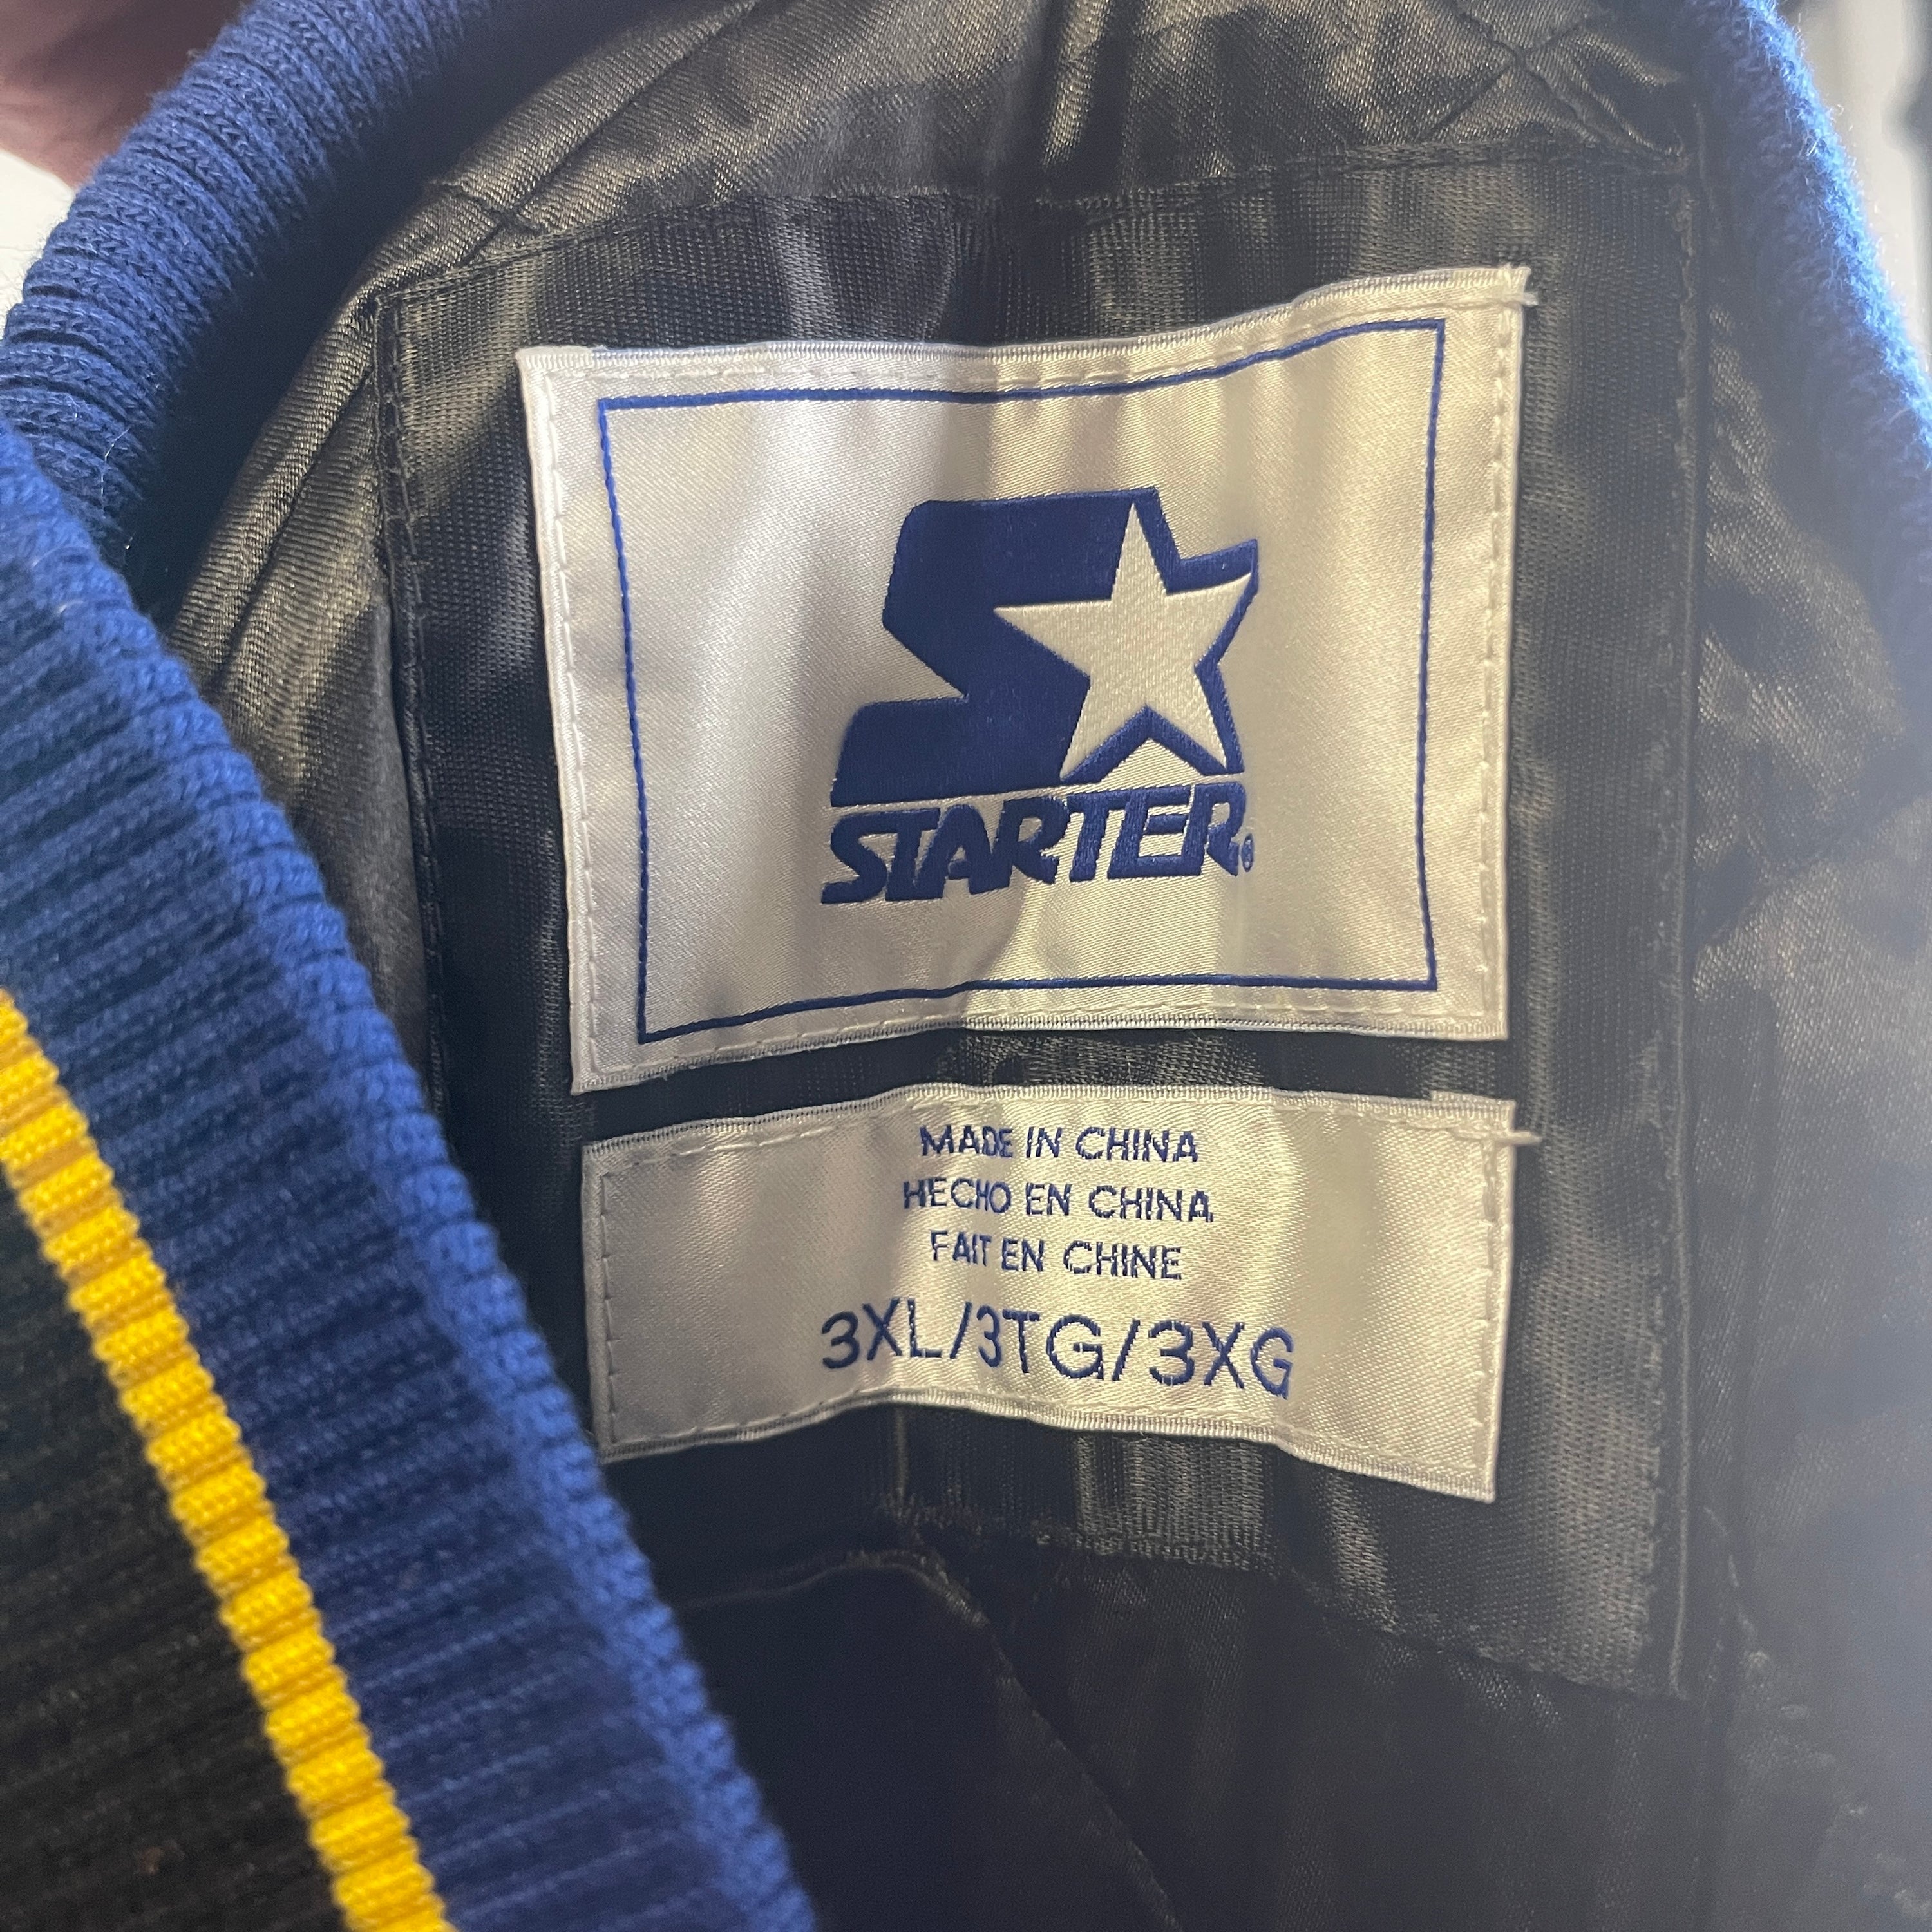 STARTER®
MADE IN CHINA
HECHO EN CHINA
FAIT EN CHINE
3XL/3TG/3XG